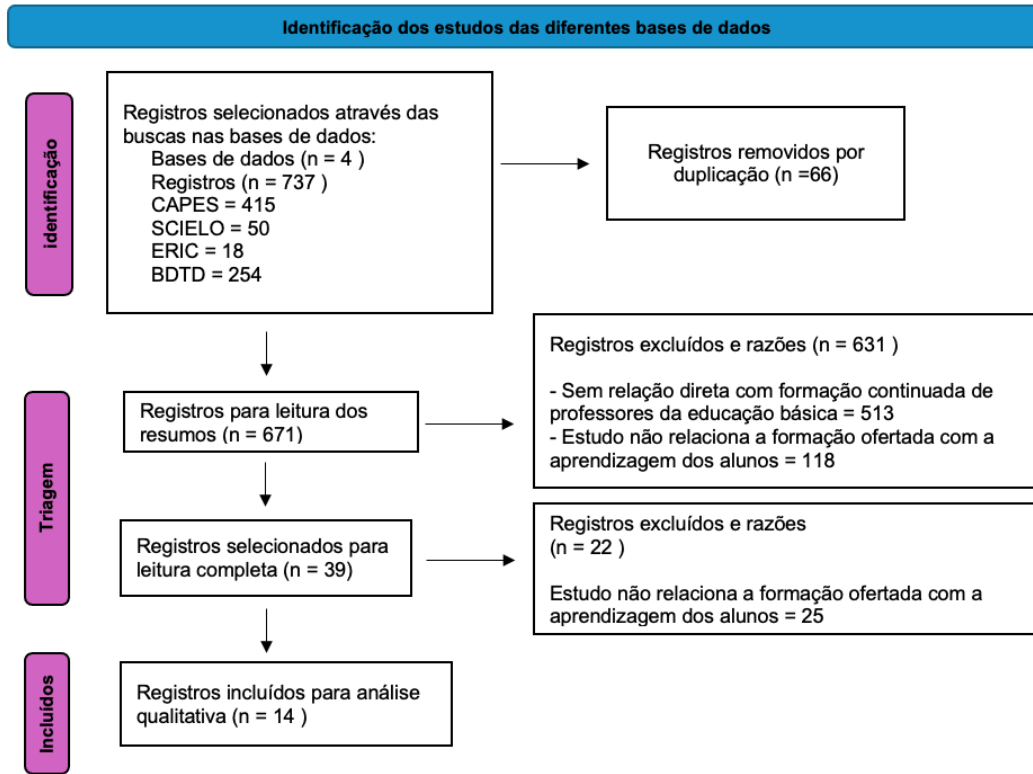 Identificação dos estudos das diferentes bases de dados
identificação
Registros selecionados através das
buscas nas bases de dados:
Bases de dados (n = 4 )
Registros (n = 737 )
CAPES = 415
SCIELO = 50
ERIC = 18
BDTD = 254
Registros removidos por
duplicação (n =66)
Triagem
Registros para leitura dos
resumos (n = 671)
Registros excluídos e razões (n = 631 )
- Sem relação direta com formação continuada de
professores da educação básica = 513
- Estudo não relaciona a formação ofertada com a
aprendizagem dos alunos = 118
Registros selecionados para
leitura completa (n = 39)
Registros excluídos e razões
(n = 22 )
Estudo não relaciona a formação ofertada com a
aprendizagem dos alunos = 25
Incluídos
Registros incluídos para análise
qualitativa (n = 14 )